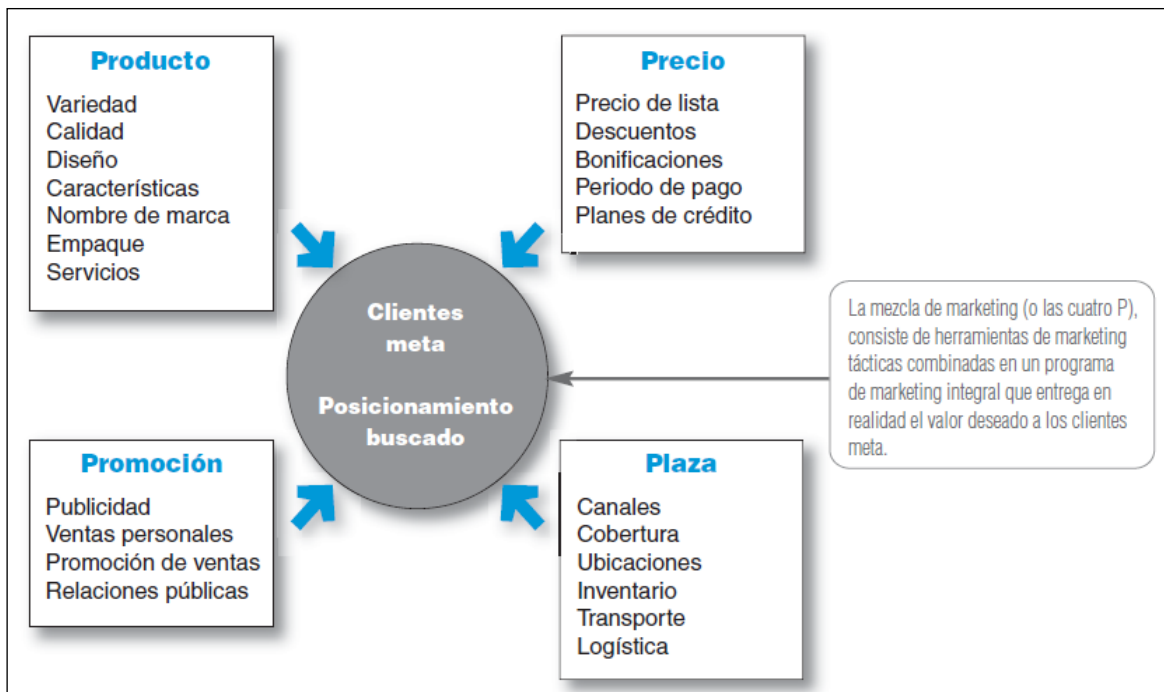 Producto
Variedad
Calidad
Diseño
Característícas
Nombre de marca
Empaque
Servicios
Precio
Precio de lista
Descuentos
Bonificaciones
Periodo de pago
Planes de crédito
Clientes
meta
Posicionamiento
buscado
La mezcla de marketing (o las cuatro P),
consiste de herramientas de marketing
tácticas combinadas en un programa
de marketing integral que entrega en
realidad el valor deseado a los clientes
meta.
Promoción
Publicidad
Ventas personales
Promoción de ventas
Relaciones públicas
Plaza
Canales
Cobertura
Ubicaciones
Inventario
Transporte
Logística